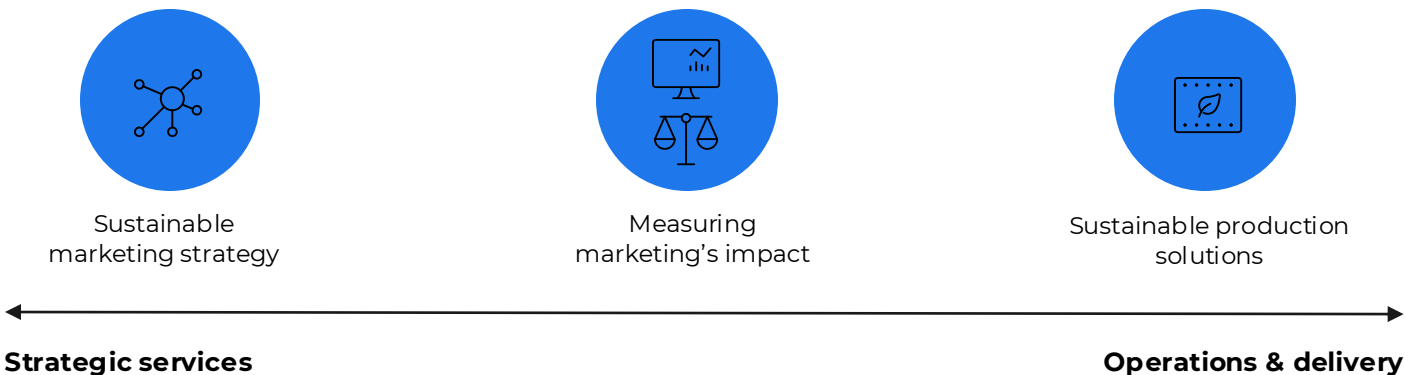 Sustainable
marketing strategy
Measuring
marketing’s impact
Sustainable production
solutions
Strategic services
Operations & delivery